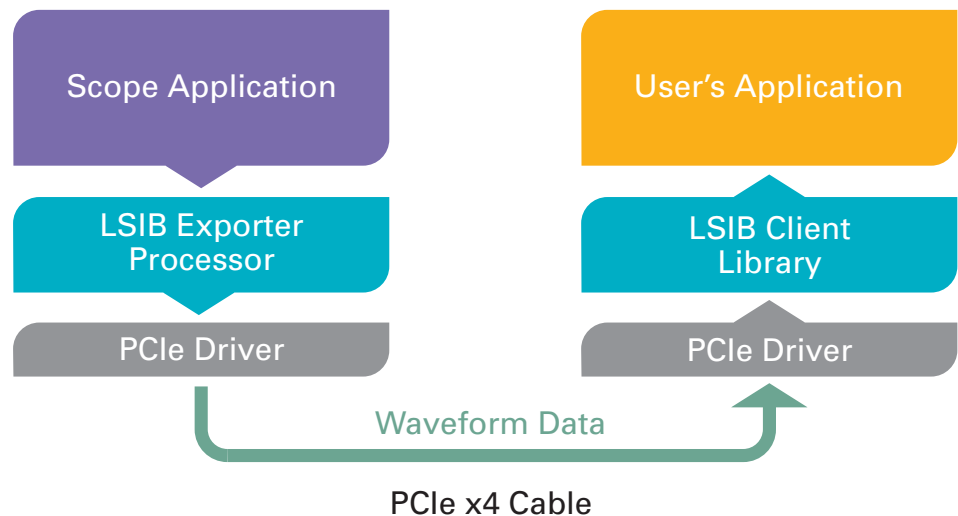 Scope Application
User's Application
LSIB Exporter
Processor
LSIB Client
Library
PCIe Driver
PCIe Driver
Waveform Data
PCIe x4 Cable